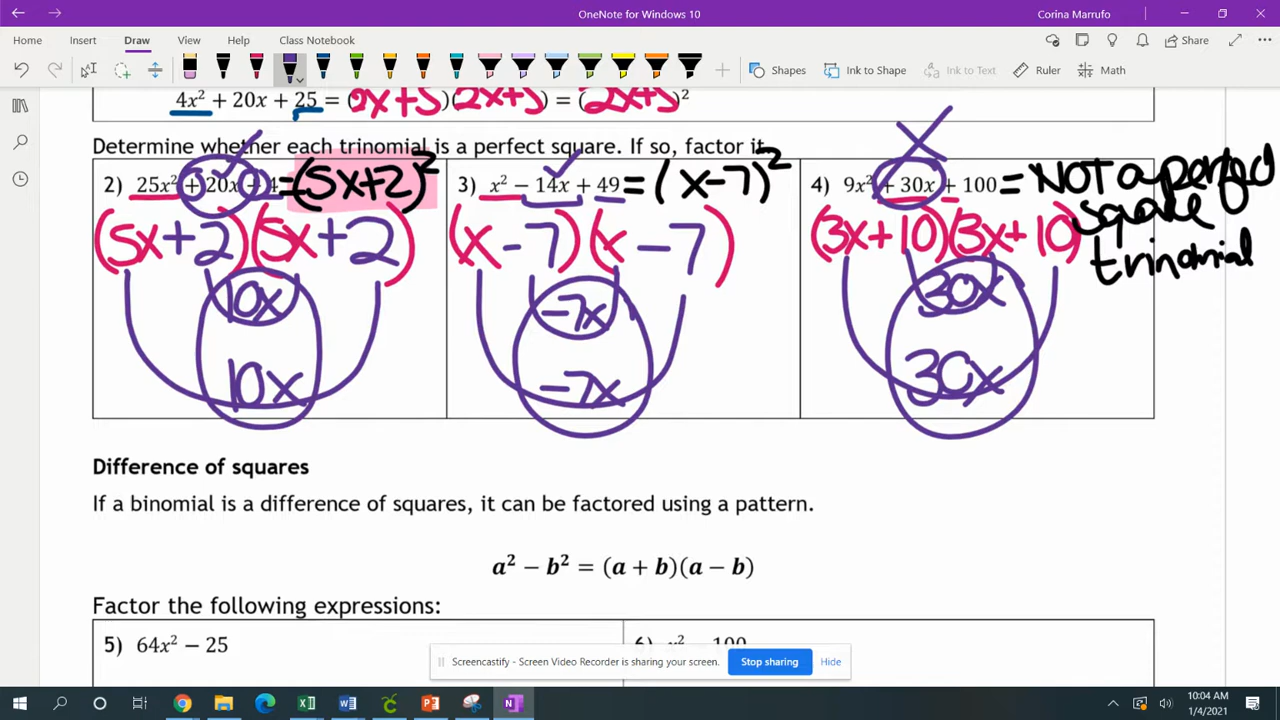 OneNote for Windows 10
Corina Marrufo
Home Insert Draw View Help Class Notebook
Share
Shapes Ink to Shape Ink to Text Ruler Math
4x² + 20x + 25 = (2x+5)(2x+5) = (2x+5)²
Determine whether each trinomial is a perfect square. If so, factor it.
2) 25x² + 20x + 4 = (5x+2)²
(5x+2)(5x+2)
10x
10x
3) x² − 14x + 49 = (x-7)²
(x-7)(x-7)
-7x
-7x
4) 9x² + 30x + 100 = NOT a perfect
square
trinomial
(3x+10)(3x+10)
30x
30x
Difference of squares
If a binomial is a difference of squares, it can be factored using a pattern.
a² − b² = (a + b)(a − b)
Factor the following expressions:
5) 64x² − 25
6) x² − 100
Screencastify - Screen Video Recorder is sharing your screen. Stop sharing Hide
10:04 AM
1/4/2021